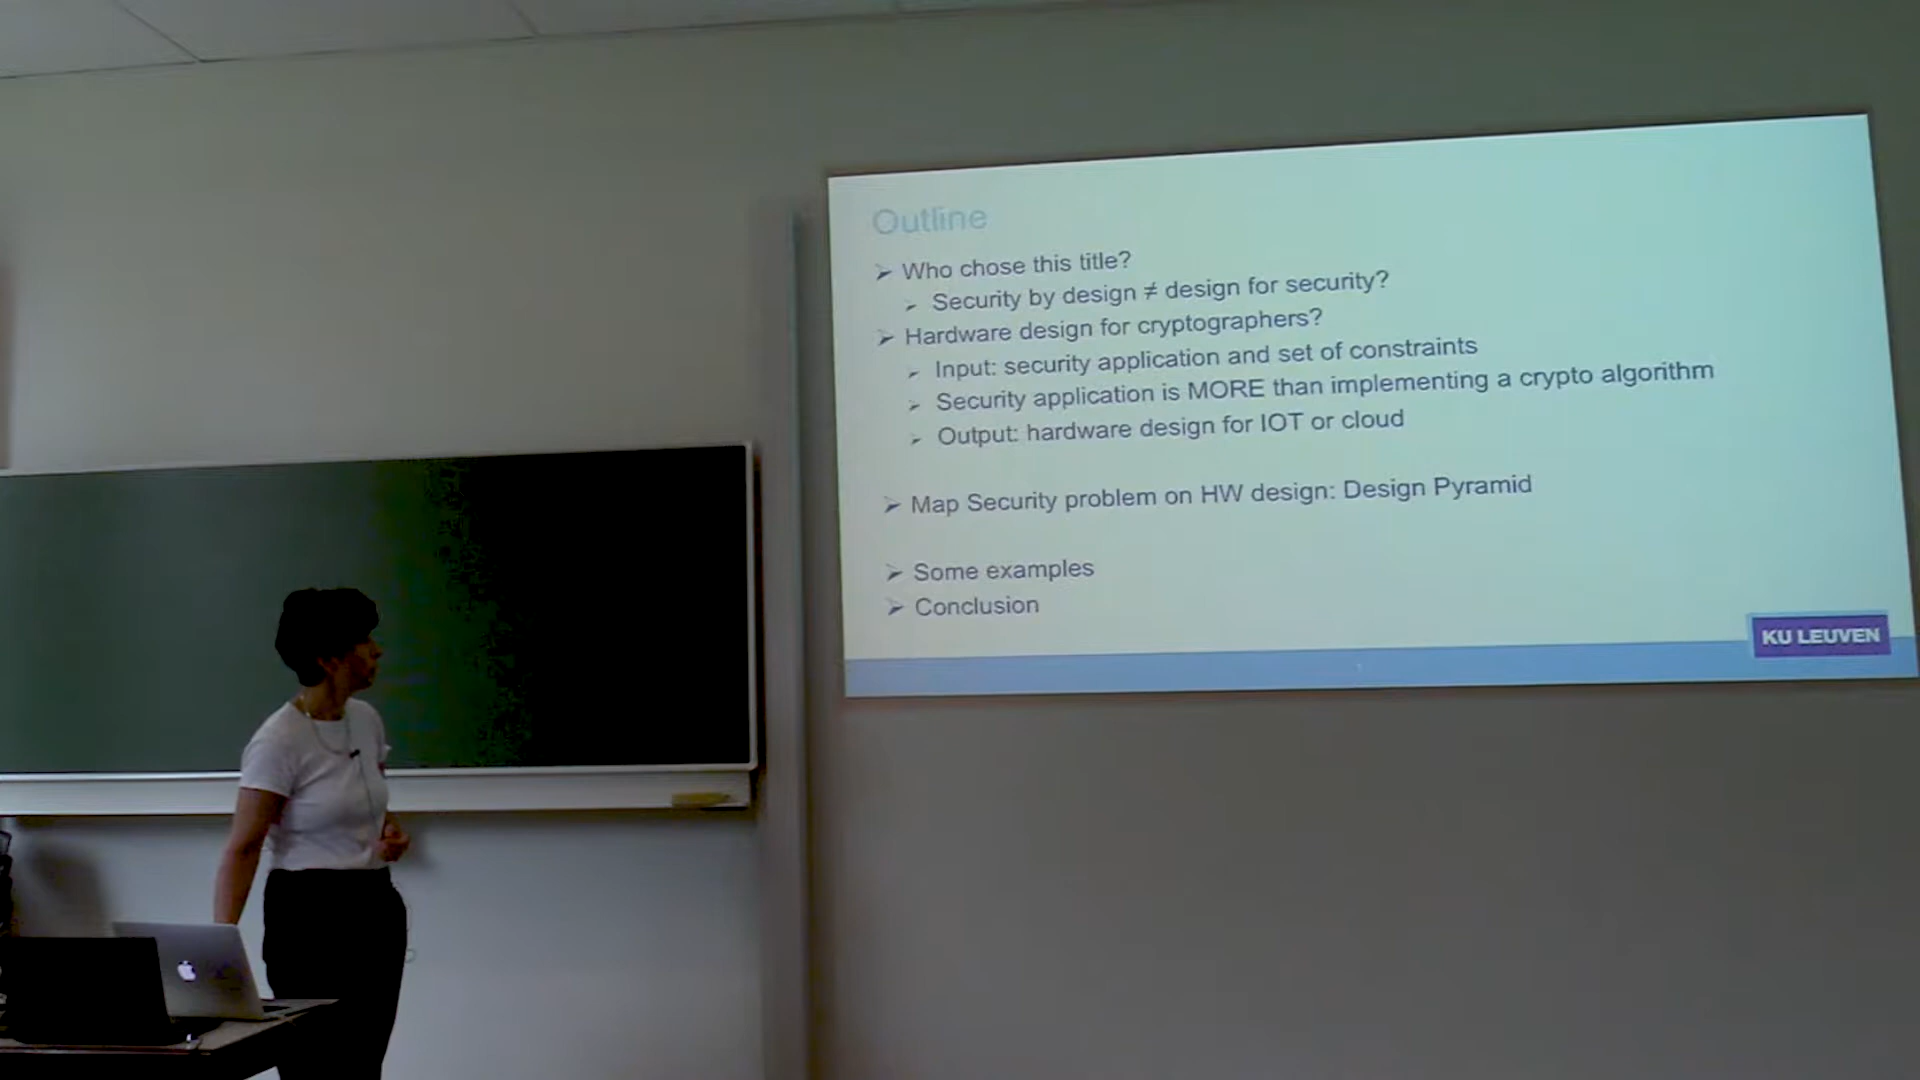 Outline
Who chose this title?
Security by design ≠ design for security?
Hardware design for cryptographers?
Input: security application and set of constraints
Security application is MORE than implementing a crypto algorithm
Output: hardware design for IOT or cloud
Map Security problem on HW design: Design Pyramid
Some examples
Conclusion
KU LEUVEN